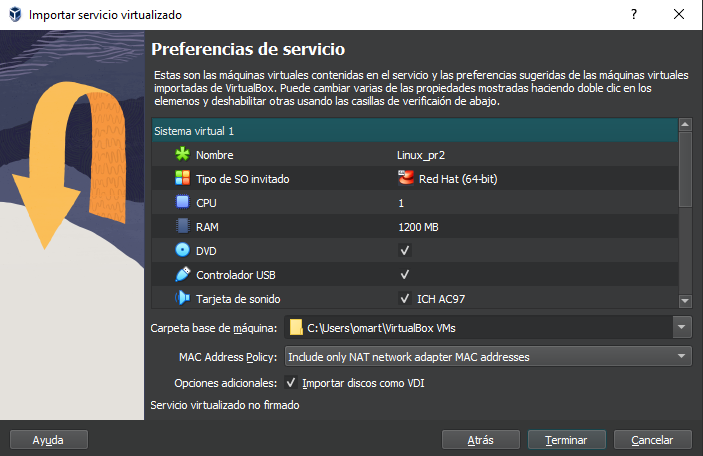 Importar servicio virtualizado
Preferencias de servicio
Estas son las máquinas virtuales contenidas en el servicio y las preferencias sugeridas de las máquinas virtuales
importadas de VirtualBox. Puede cambiar varias de las propiedades mostradas haciendo doble clic en los
elemenos y deshabilitar otras usando las casillas de verificaión de abajo.
Sistema virtual 1
Nombre Linux_pr2
Tipo de SO invitado Red Hat (64-bit)
CPU 1
RAM 1200 MB
DVD
Controlador USB
Tarjeta de sonido ICH AC97
Carpeta base de máquina: C:\Users\omart\VirtualBox VMs
MAC Address Policy: Include only NAT network adapter MAC addresses
Opciones adicionales: Importar discos como VDI
Servicio virtualizado no firmado
Ayuda Atrás Terminar Cancelar